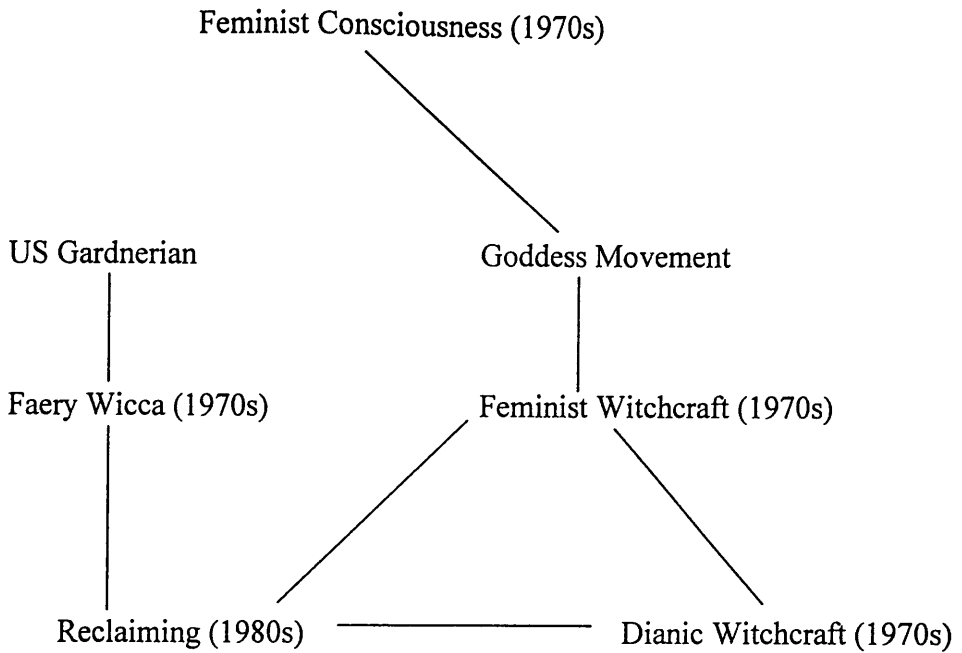 Feminist Consciousness (1970s)
US Gardnerian
Goddess Movement
Faery Wicca (1970s)
Feminist Witchcraft (1970s)
Reclaiming (1980s)
Dianic Witchcraft (1970s)